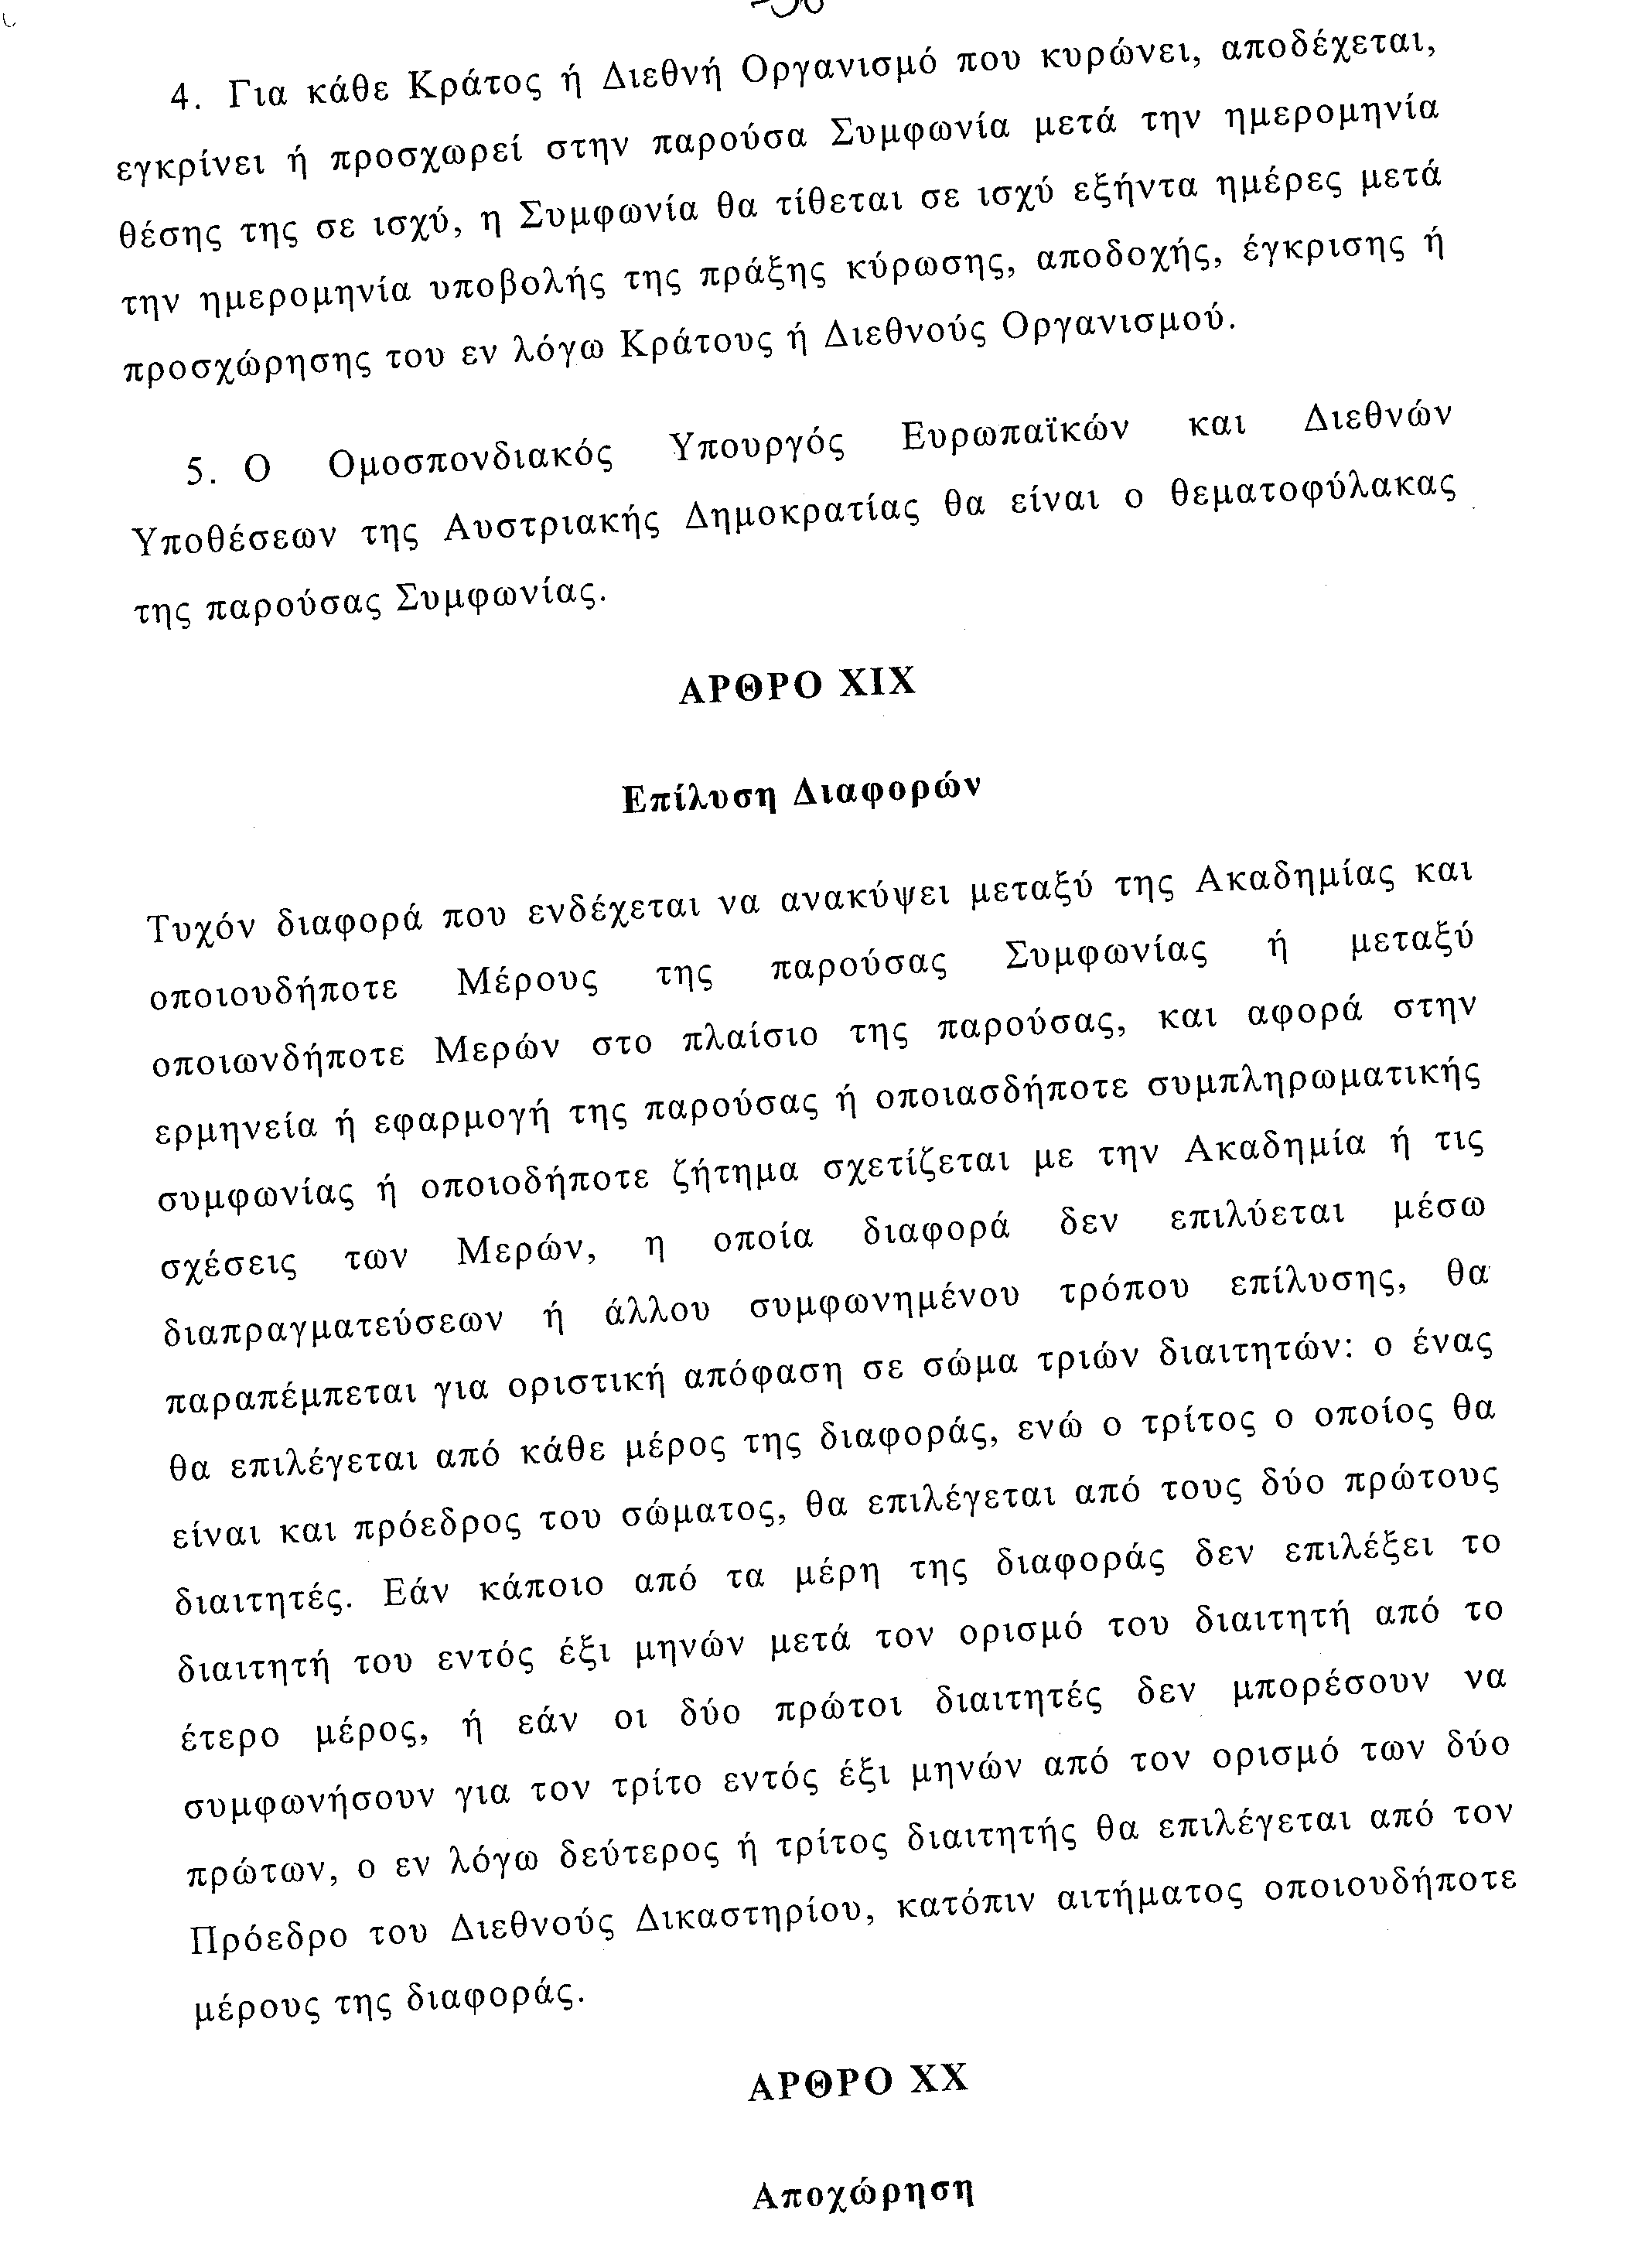 4. Για κάθε Κράτος ή Διεθνή Οργανισμό που κυρώνει, αποδέχεται,
εγκρίνει ή προσχωρεί στην παρούσα Συμφωνία μετά την ημερομηνία
θέσης της σε ισχύ, η Συμφωνία θα τίθεται σε ισχύ εξήντα ημέρες μετά
την ημερομηνία υποβολής της πράξης κύρωσης, αποδοχής, έγκρισης ή
προσχώρησης του εν λόγω Κράτους ή Διεθνούς Οργανισμού.
5. Ο Ομοσπονδιακός Υπουργός Ευρωπαϊκών και Διεθνών
Υποθέσεων της Αυστριακής Δημοκρατίας θα είναι ο θεματοφύλακας
της παρούσας Συμφωνίας.
ΑΡΘΡΟ ΧΙΧ
Επίλυση Διαφορών
Τυχόν διαφορά που ενδέχεται να ανακύψει μεταξύ της Ακαδημίας και
οποιουδήποτε Μέρους της παρούσας Συμφωνίας ή μεταξύ
οποιωνδήποτε Μερών στο πλαίσιο της παρούσας, και αφορά στην
ερμηνεία ή εφαρμογή της παρούσας ή οποιασδήποτε συμπληρωματικής
συμφωνίας ή οποιοδήποτε ζήτημα σχετίζεται με την Ακαδημία ή τις
σχέσεις των Μερών, η οποία διαφορά δεν επιλύεται μέσω
διαπραγματεύσεων ή άλλου συμφωνημένου τρόπου επίλυσης, θα
παραπέμπεται για οριστική απόφαση σε σώμα τριών διαιτητών: ο ένας
θα επιλέγεται από κάθε μέρος της διαφοράς, ενώ ο τρίτος ο οποίος θα
είναι και πρόεδρος του σώματος, θα επιλέγεται από τους δύο πρώτους
διαιτητές. Εάν κάποιο από τα μέρη της διαφοράς δεν επιλέξει το
διαιτητή του εντός έξι μηνών μετά τον ορισμό του διαιτητή από το
έτερο μέρος, ή εάν οι δύο πρώτοι διαιτητές δεν μπορέσουν να
συμφωνήσουν για τον τρίτο εντός έξι μηνών από τον ορισμό των δύο
πρώτων, ο εν λόγω δεύτερος ή τρίτος διαιτητής θα επιλέγεται από τον
Πρόεδρο του Διεθνούς Δικαστηρίου, κατόπιν αιτήματος οποιουδήποτε
μέρους της διαφοράς.
ΑΡΘΡΟ ΧΧ
Αποχώρηση